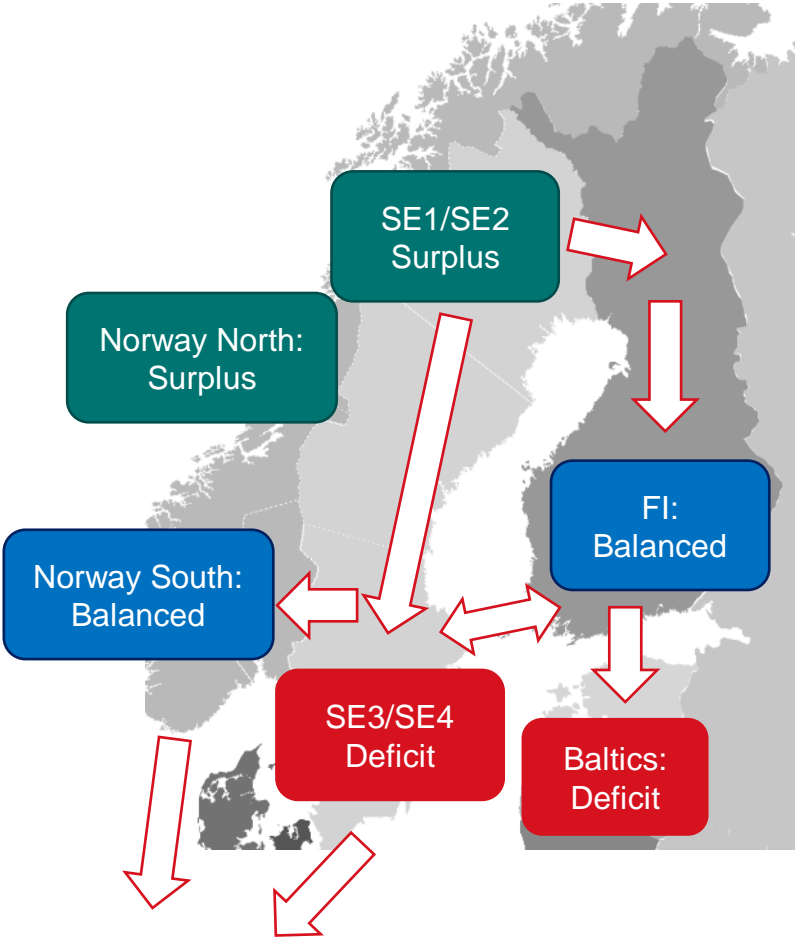 SE1/SE2
Surplus
Norway North:
Surplus
FI:
Balanced
Norway South:
Balanced
SE3/SE4
Deficit
Baltics:
Deficit